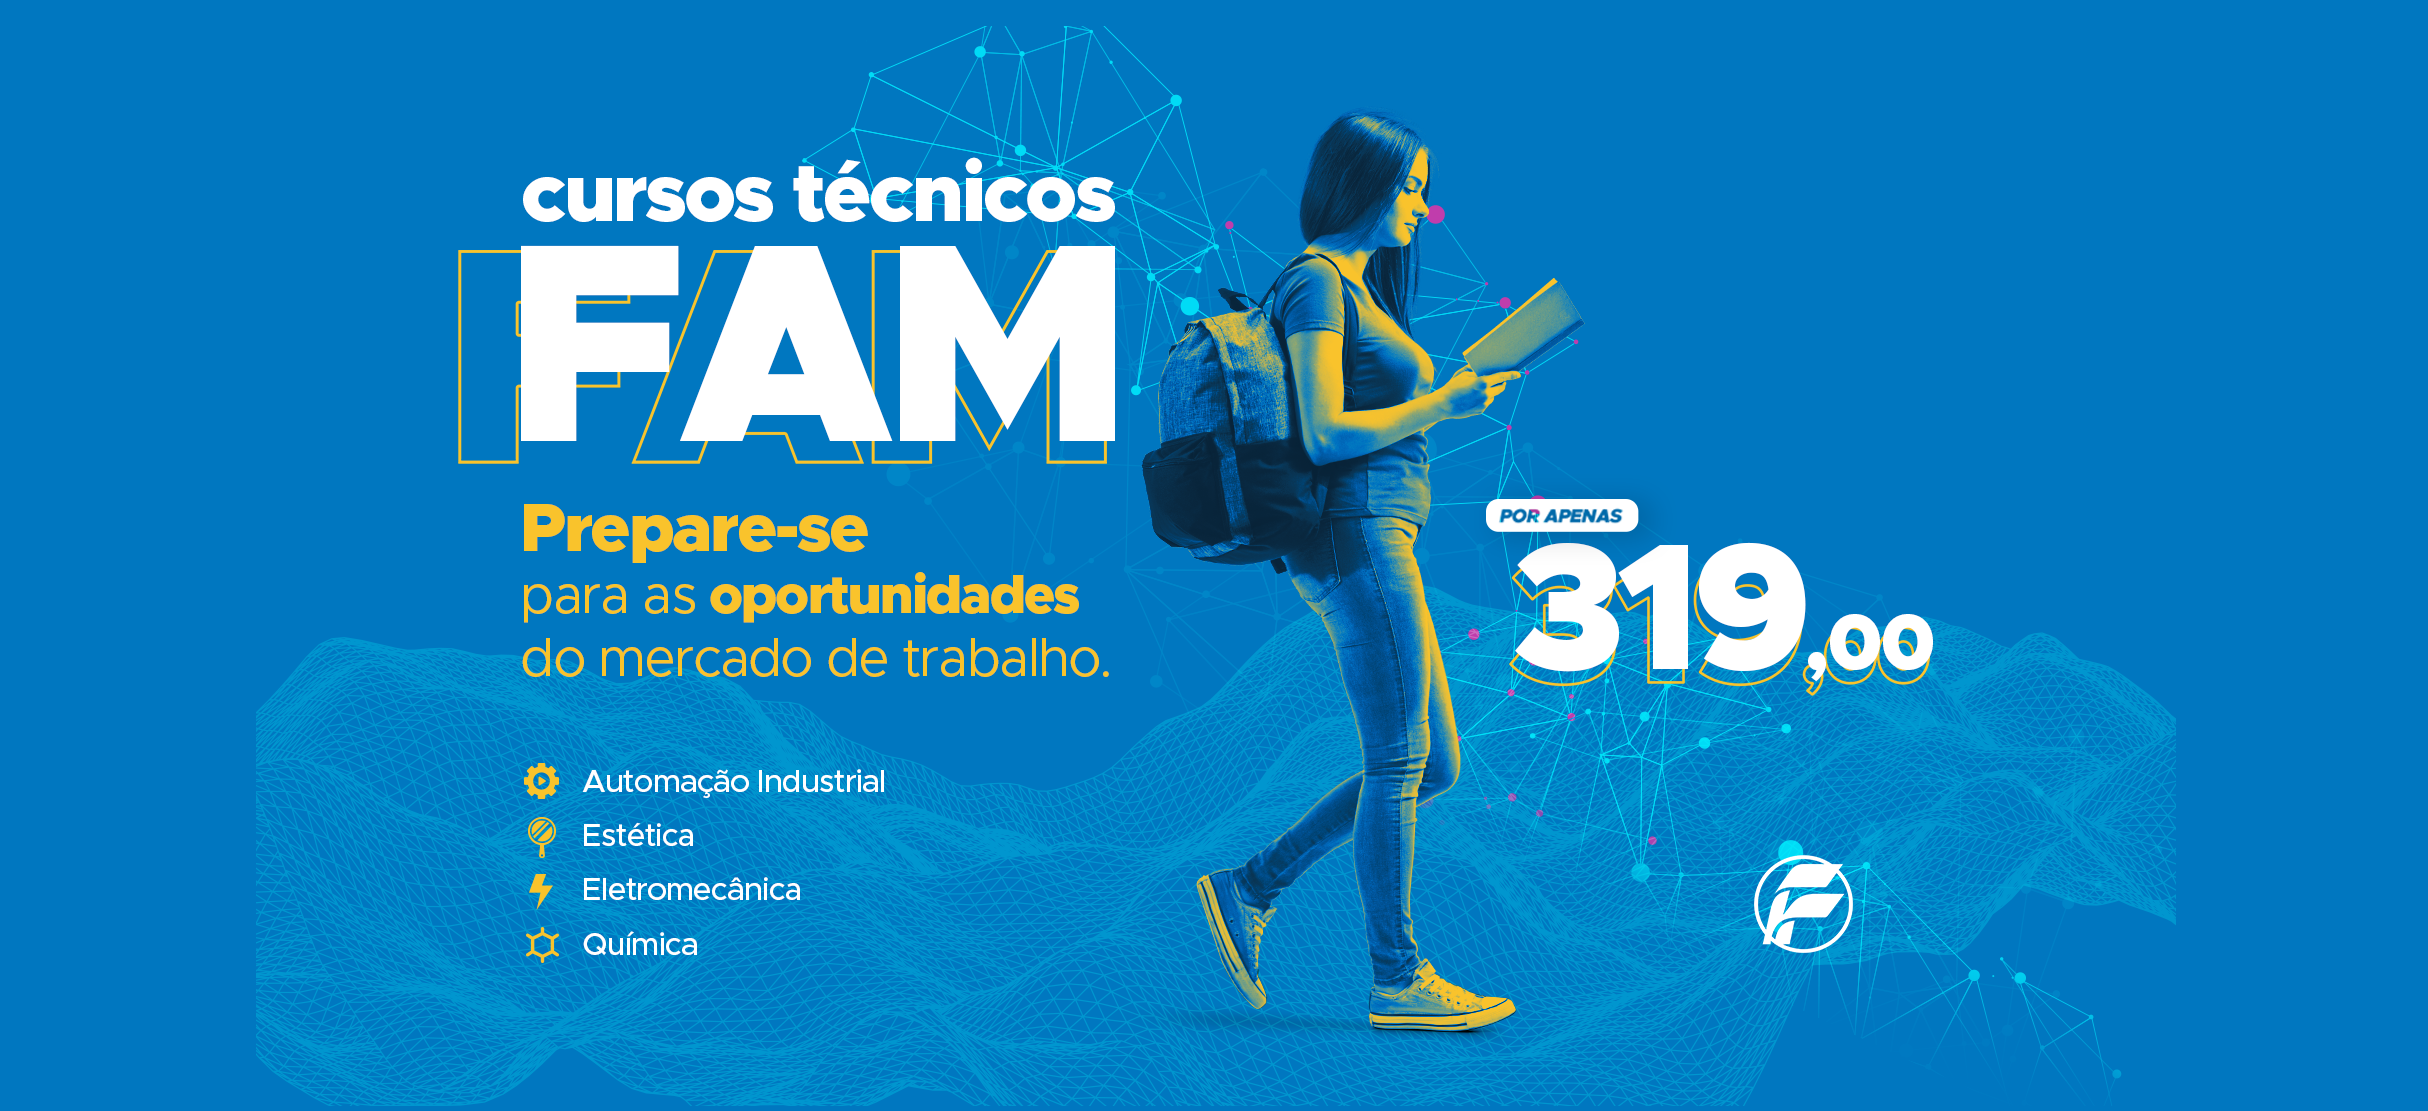 cursos técnicos
FAM
Prepare-se
para as oportunidades
do mercado de trabalho.
Automação Industrial
Estética
Eletromecânica
Química
POR APENAS
319,00